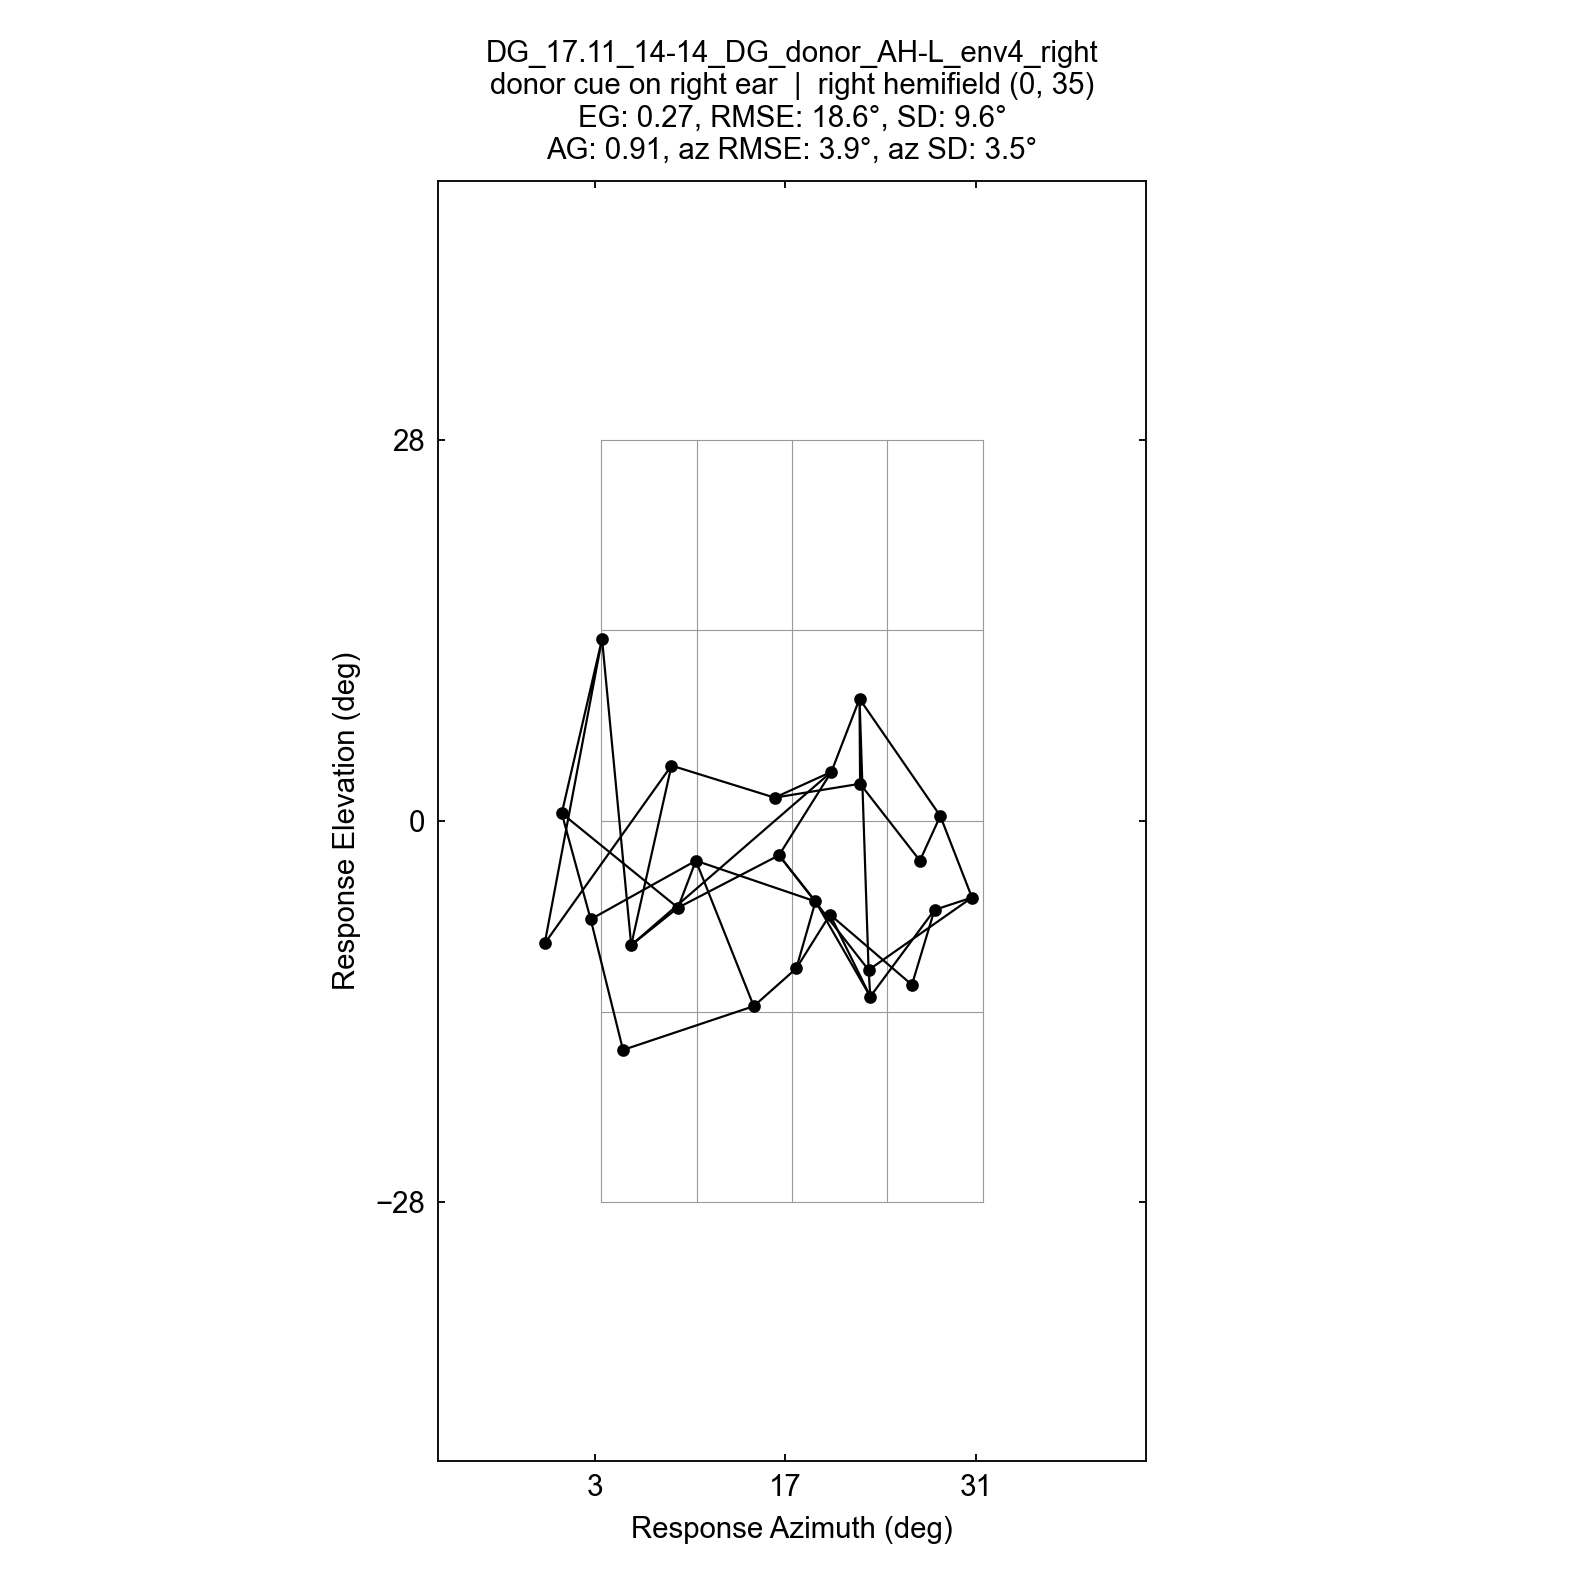 DG_17.11_14-14_DG_donor_AH-L_env4_right
donor cue on right ear | right hemifield (0, 35)
EG: 0.27, RMSE: 18.6°, SD: 9.6°
AG: 0.91, az RMSE: 3.9°, az SD: 3.5°
28
0
−28
Response Elevation (deg)
3 17 31
Response Azimuth (deg)